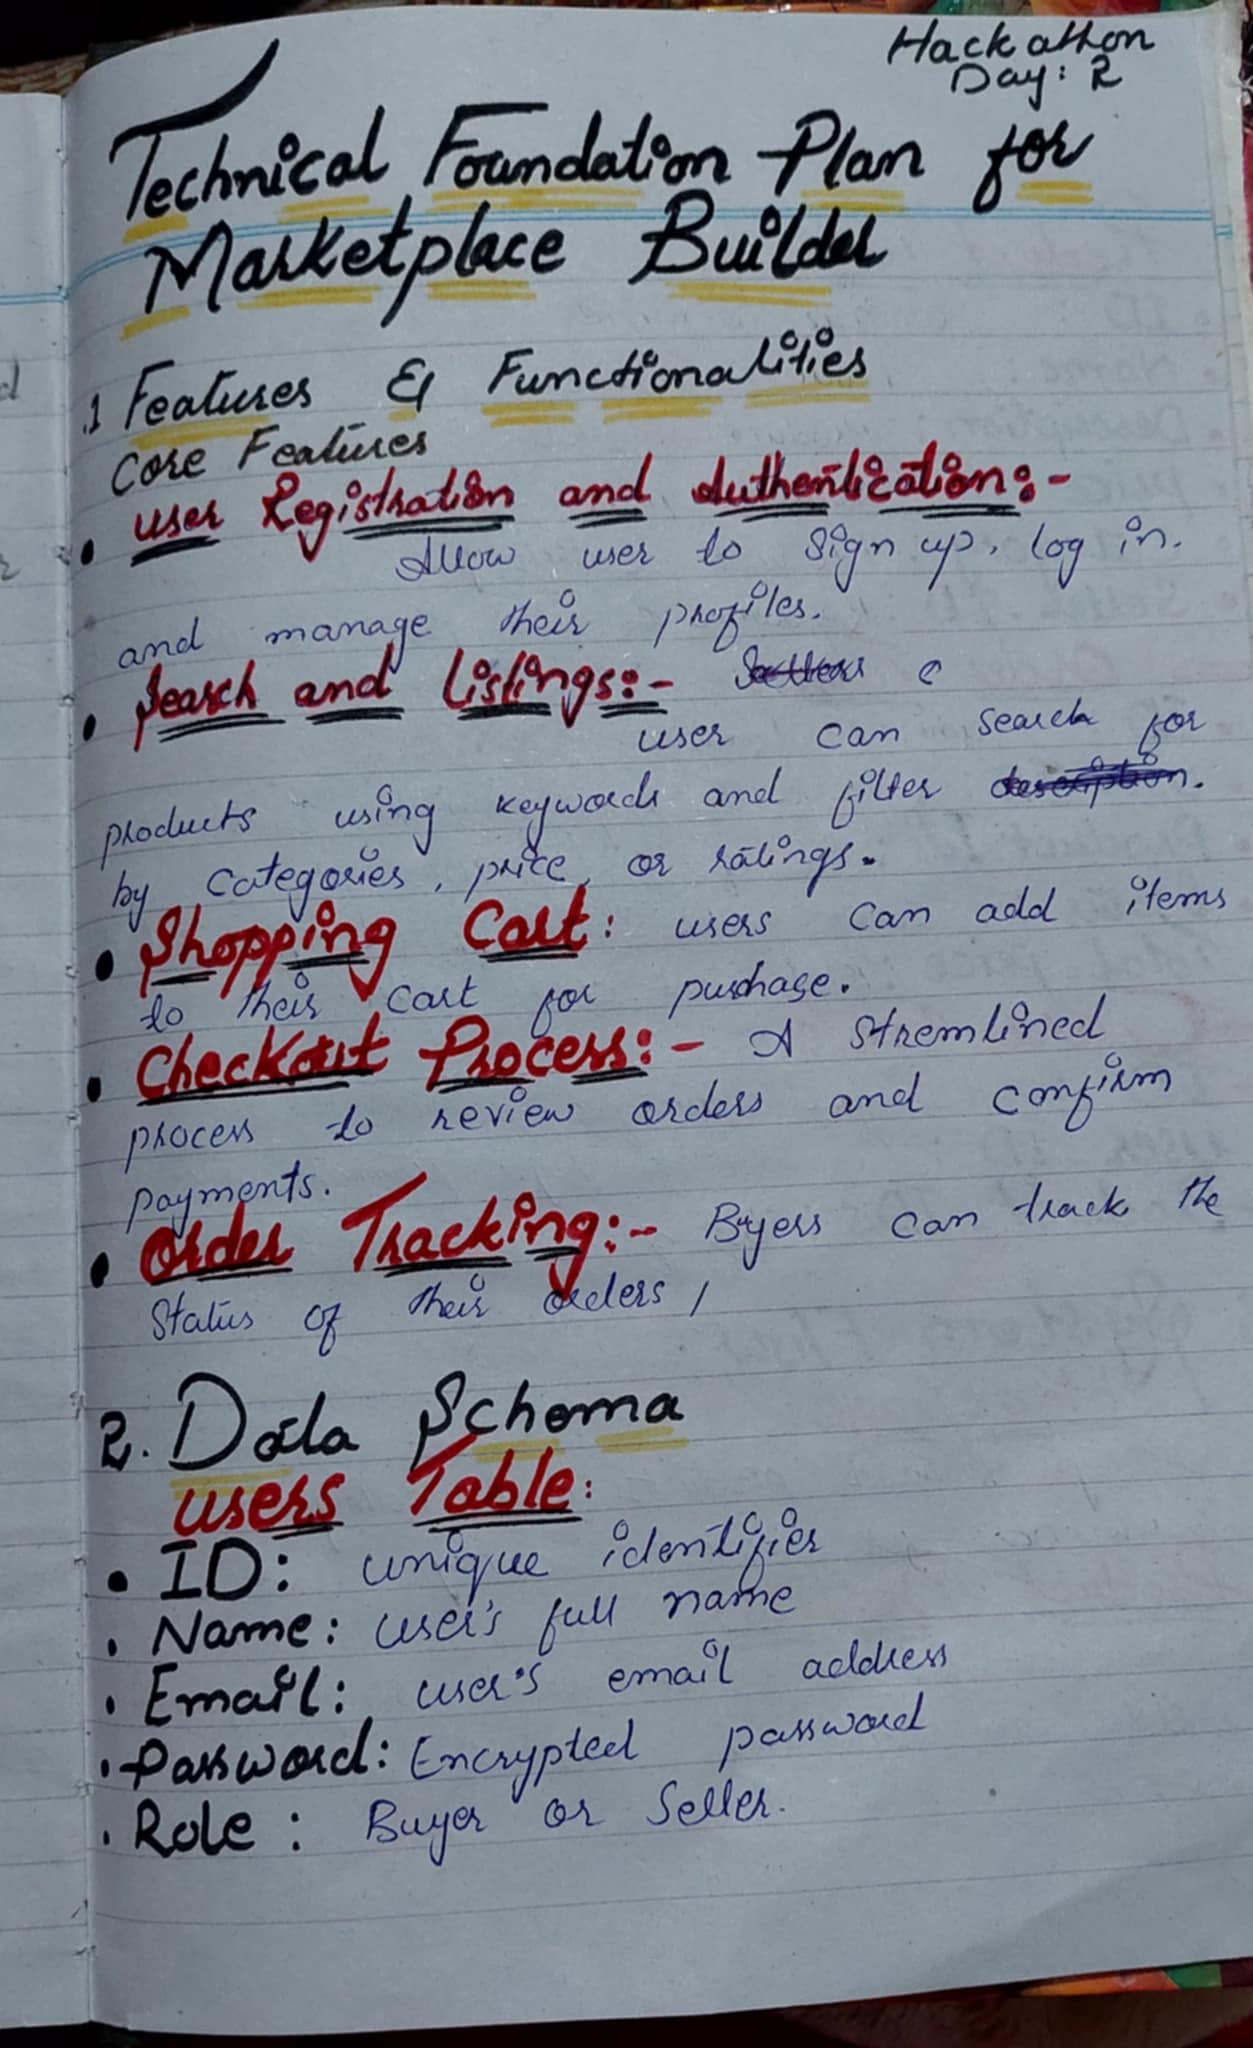 Hackathon
Day: 2
Technical Foundation Plan for
Marketplace Builder
.1 Features & Functionalities
Core Features
• User Registration and Authentication:-
Allow user to Sign up, log in.
and manage their profiles.
• Search and Listings:-
user can search for
products using keywords and filter description.
by Categories, price, or ratings.
• Shopping Cart: users can add items
to their Cart for purchase.
• Checkout Process:- A stremlined
process to review orders and confirm
payments.
• Order Tracking:- Byers can track the
Status of their orders /
2. Data Schema
users Table:
• ID: unique identifier
• Name: user's full name
• Email: user's email address
• Password: Encrypted password
• Role : Buyer or Seller.